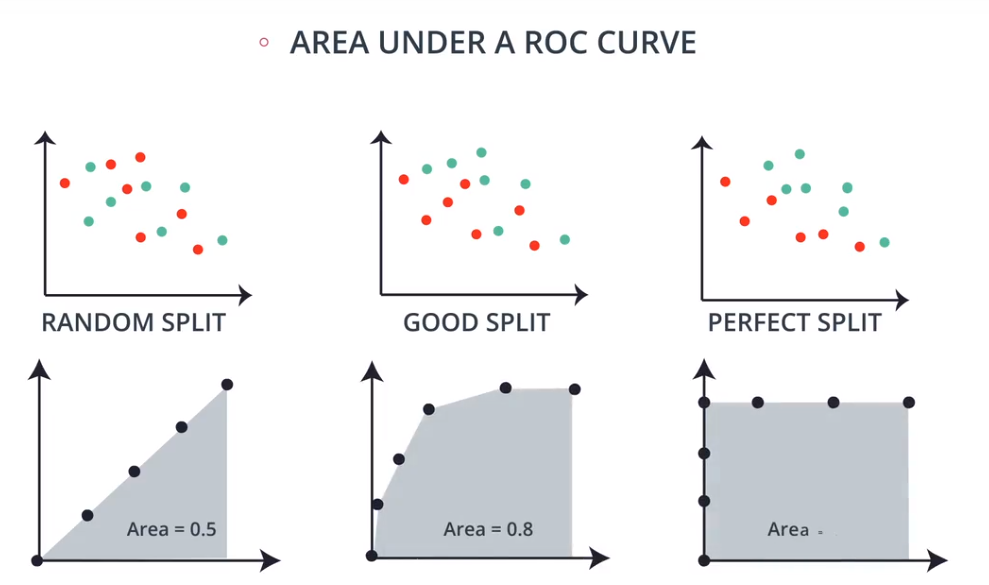 AREA UNDER A ROC CURVE
RANDOM SPLIT
GOOD SPLIT
PERFECT SPLIT
Area = 0.5
Area = 0.8
Area =